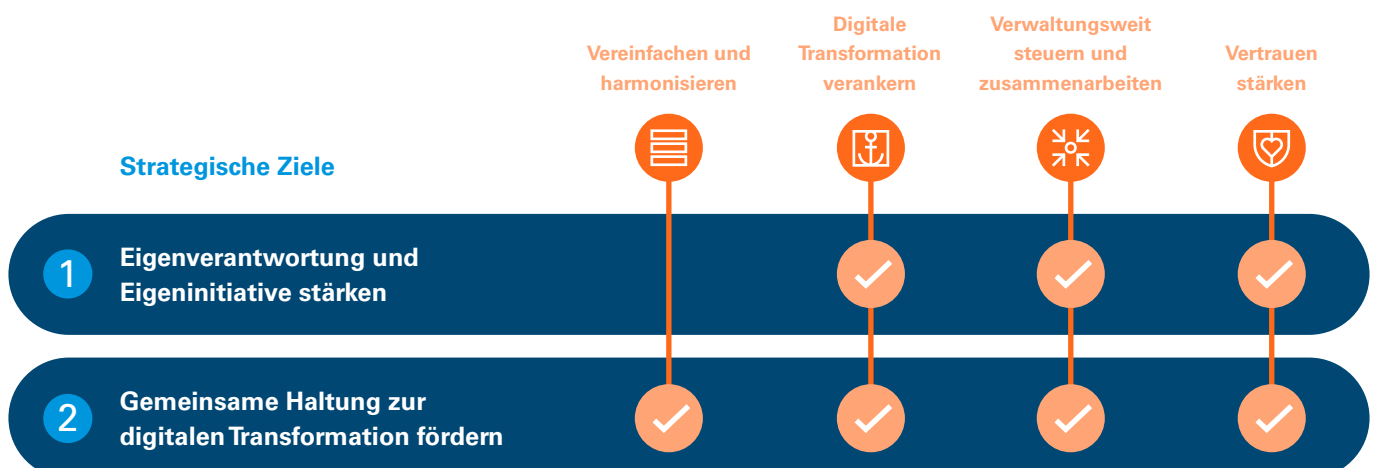 Vereinfachen und
harmonisieren
Digitale
Transformation
verankern
Verwaltungsweit
steuern und
zusammenarbeiten
Vertrauen
stärken
Strategische Ziele
1
Eigenverantwortung und
Eigeninitiative stärken
2
Gemeinsame Haltung zur
digitalen Transformation fördern